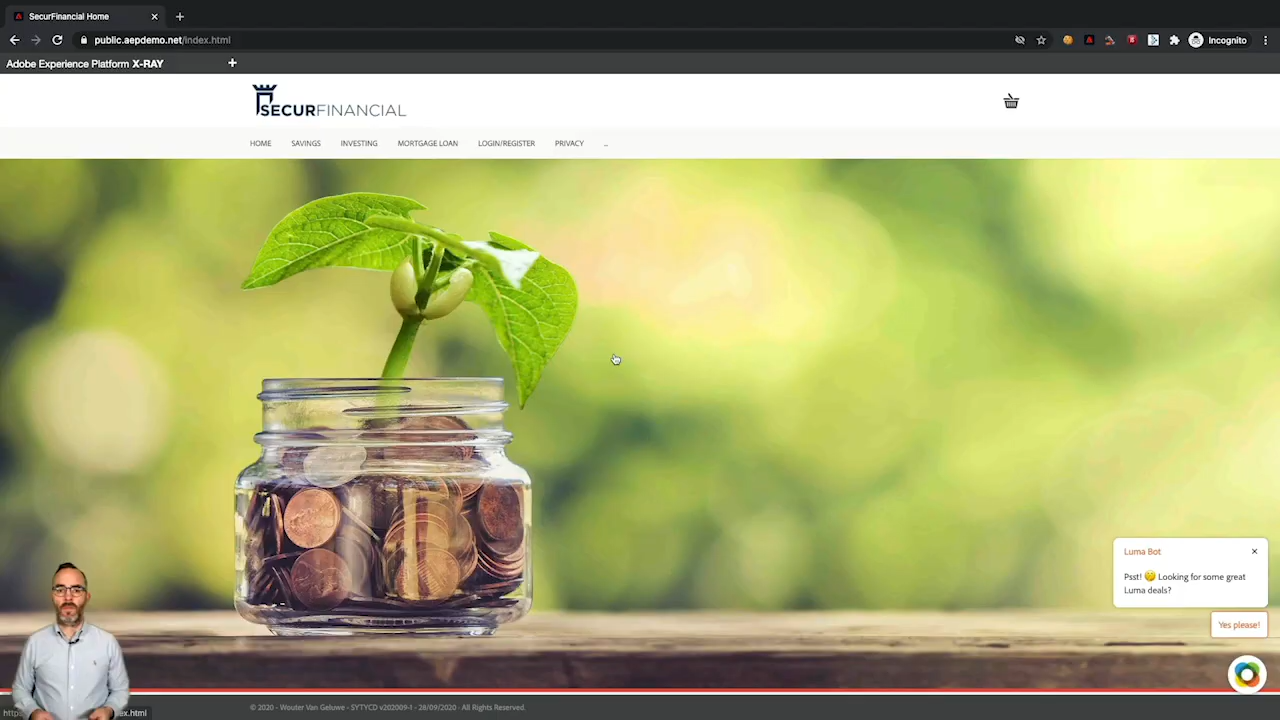 SecurFinancial Home
public.aepdemo.net/index.html
Incognito
Adobe Experience Platform X-RAY
SECURFINANCIAL
HOME SAVINGS INVESTING MORTGAGE LOAN LOGIN/REGISTER PRIVACY ...
Luma Bot
Psst! 🤫 Looking for some great
Luma deals?
Yes please!
© 2020 - Wouter Van Geluwe - SYTYCD v202009-1 - 28/09/2020 - All Rights Reserved.